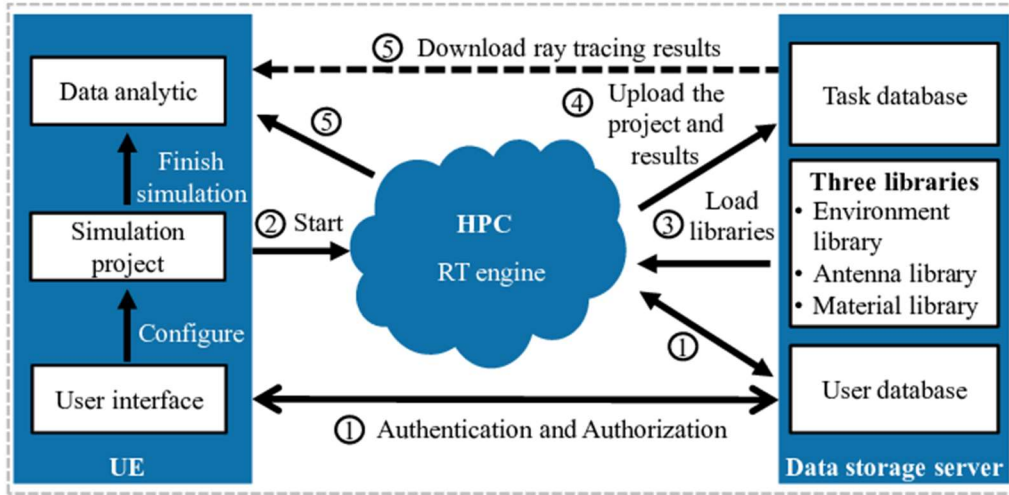 ⑤ Download ray tracing results
Data analytic
Finish
simulation
Simulation
project
Configure
User interface
UE
⑤
② Start
HPC
RT engine
④ Upload the
project and
results
③ Load
libraries
①
① Authentication and Authorization
Task database
Three libraries
• Environment
library
• Antenna library
• Material library
User database
Data storage server